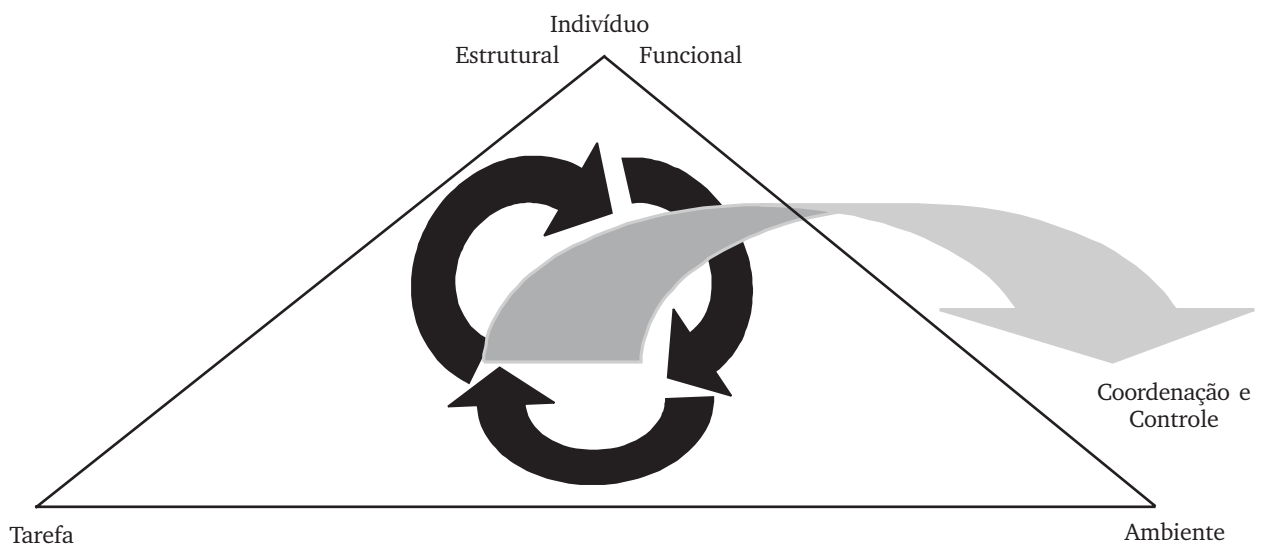 Indivíduo
Estrutural Funcional
Coordenação e
Controle
Tarefa
Ambiente